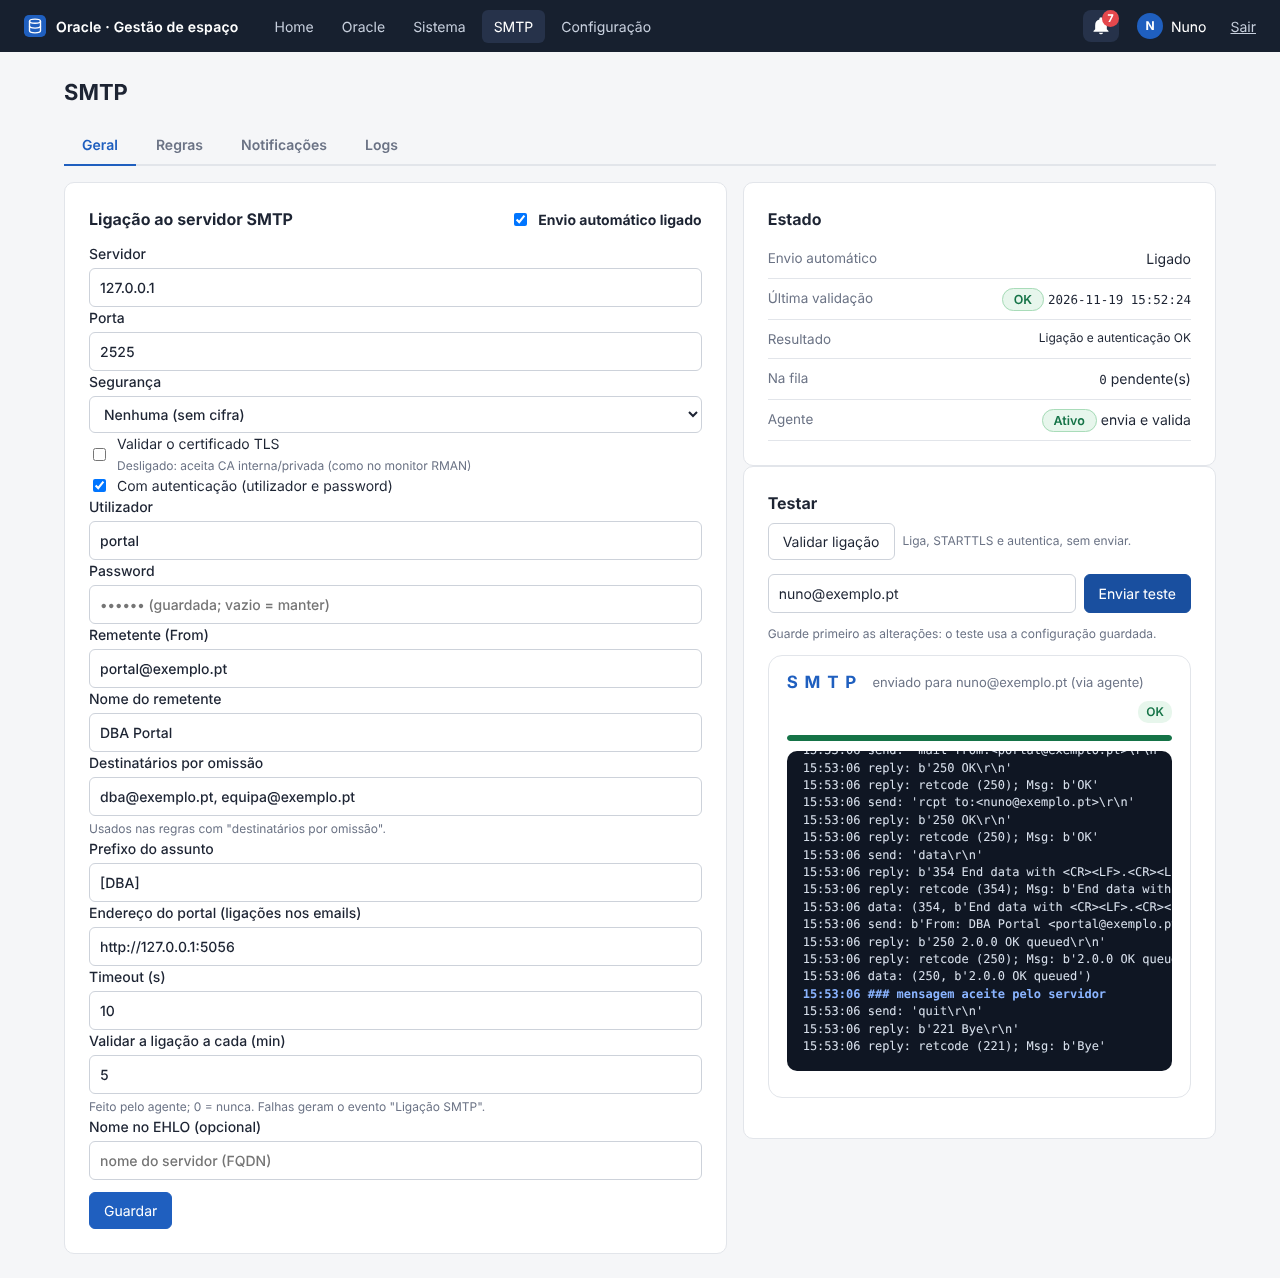 Oracle · Gestão de espaço
Home
Oracle
Sistema
SMTP
Configuração
7
N
Nuno
Sair
SMTP
Geral
Regras
Notificações
Logs
Ligação ao servidor SMTP
Envio automático ligado
Servidor
127.0.0.1
Porta
2525
Segurança
Nenhuma (sem cifra)
Validar o certificado TLS
Desligado: aceita CA interna/privada (como no monitor RMAN)
Com autenticação (utilizador e password)
Utilizador
portal
Password
•••••• (guardada; vazio = manter)
Remetente (From)
portal@exemplo.pt
Nome do remetente
DBA Portal
Destinatários por omissão
dba@exemplo.pt, equipa@exemplo.pt
Usados nas regras com "destinatários por omissão".
Prefixo do assunto
[DBA]
Endereço do portal (ligações nos emails)
http://127.0.0.1:5056
Timeout (s)
10
Validar a ligação a cada (min)
5
Feito pelo agente; 0 = nunca. Falhas geram o evento "Ligação SMTP".
Nome no EHLO (opcional)
nome do servidor (FQDN)
Guardar
Estado
Envio automático
Ligado
Última validação
OK 2026-11-19 15:52:24
Resultado
Ligação e autenticação OK
Na fila
0 pendente(s)
Agente
Ativo envia e valida
Testar
Validar ligação
Liga, STARTTLS e autentica, sem enviar.
nuno@exemplo.pt
Enviar teste
Guarde primeiro as alterações: o teste usa a configuração guardada.
SMTP
enviado para nuno@exemplo.pt (via agente)
OK
15:53:06 send: 'mail from:<portal@exemplo.pt>\r\n'
15:53:06 reply: b'250 OK\r\n'
15:53:06 reply: retcode (250); Msg: b'OK'
15:53:06 send: 'rcpt to:<nuno@exemplo.pt>\r\n'
15:53:06 reply: b'250 OK\r\n'
15:53:06 reply: retcode (250); Msg: b'OK'
15:53:06 send: 'data\r\n'
15:53:06 reply: b'354 End data with <CR><LF>.<CR><L
15:53:06 reply: retcode (354); Msg: b'End data with
15:53:06 data: (354, b'End data with <CR><LF>.<CR><
15:53:06 send: b'From: DBA Portal <portal@exemplo.p
15:53:06 reply: b'250 2.0.0 OK queued\r\n'
15:53:06 reply: retcode (250); Msg: b'2.0.0 OK queu
15:53:06 data: (250, b'2.0.0 OK queued')
15:53:06 ### mensagem aceite pelo servidor
15:53:06 send: 'quit\r\n'
15:53:06 reply: b'221 Bye\r\n'
15:53:06 reply: retcode (221); Msg: b'Bye'